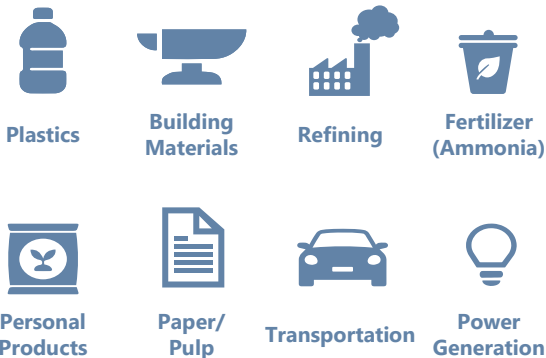 Plastics
Building
Materials
Refining
Fertilizer
(Ammonia)
Personal
Products
Paper/
Pulp
Transportation
Power
Generation